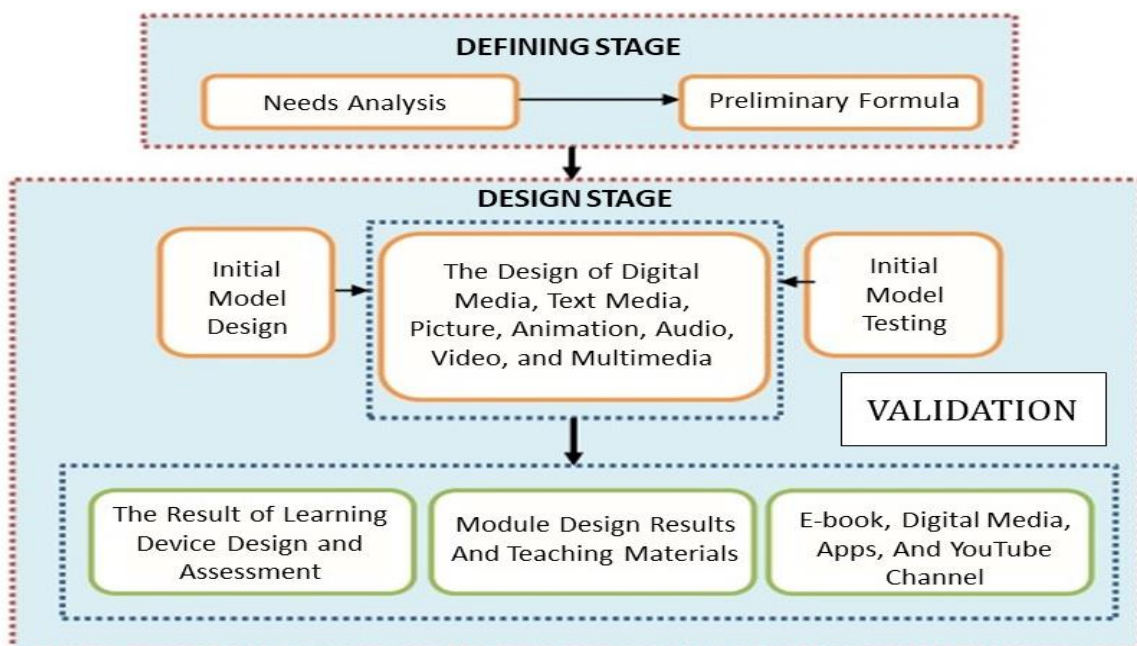 DEFINING STAGE
Needs Analysis
Preliminary Formula
DESIGN STAGE
Initial
Model
Design
The Design of Digital
Media, Text Media,
Picture, Animation, Audio,
Video, and Multimedia
Initial
Model
Testing
VALIDATION
The Result of Learning
Device Design and
Assessment
Module Design Results
And Teaching Materials
E-book, Digital Media,
Apps, And YouTube
Channel